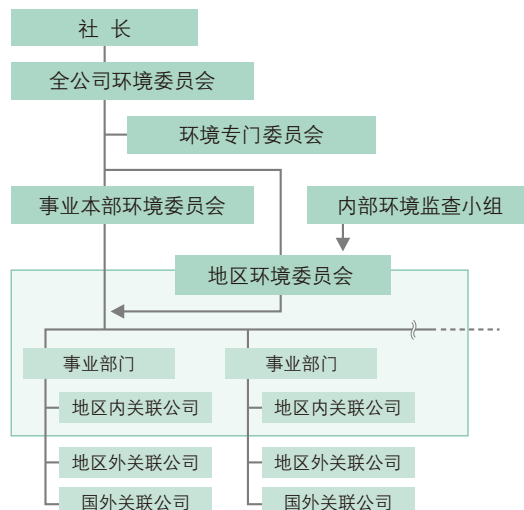 社 长
全公司环境委员会
环境专门委员会
事业本部环境委员会
内部环境监查小组
地区环境委员会
事业部门
事业部门
地区内关联公司
地区内关联公司
地区外关联公司
地区外关联公司
国外关联公司
国外关联公司